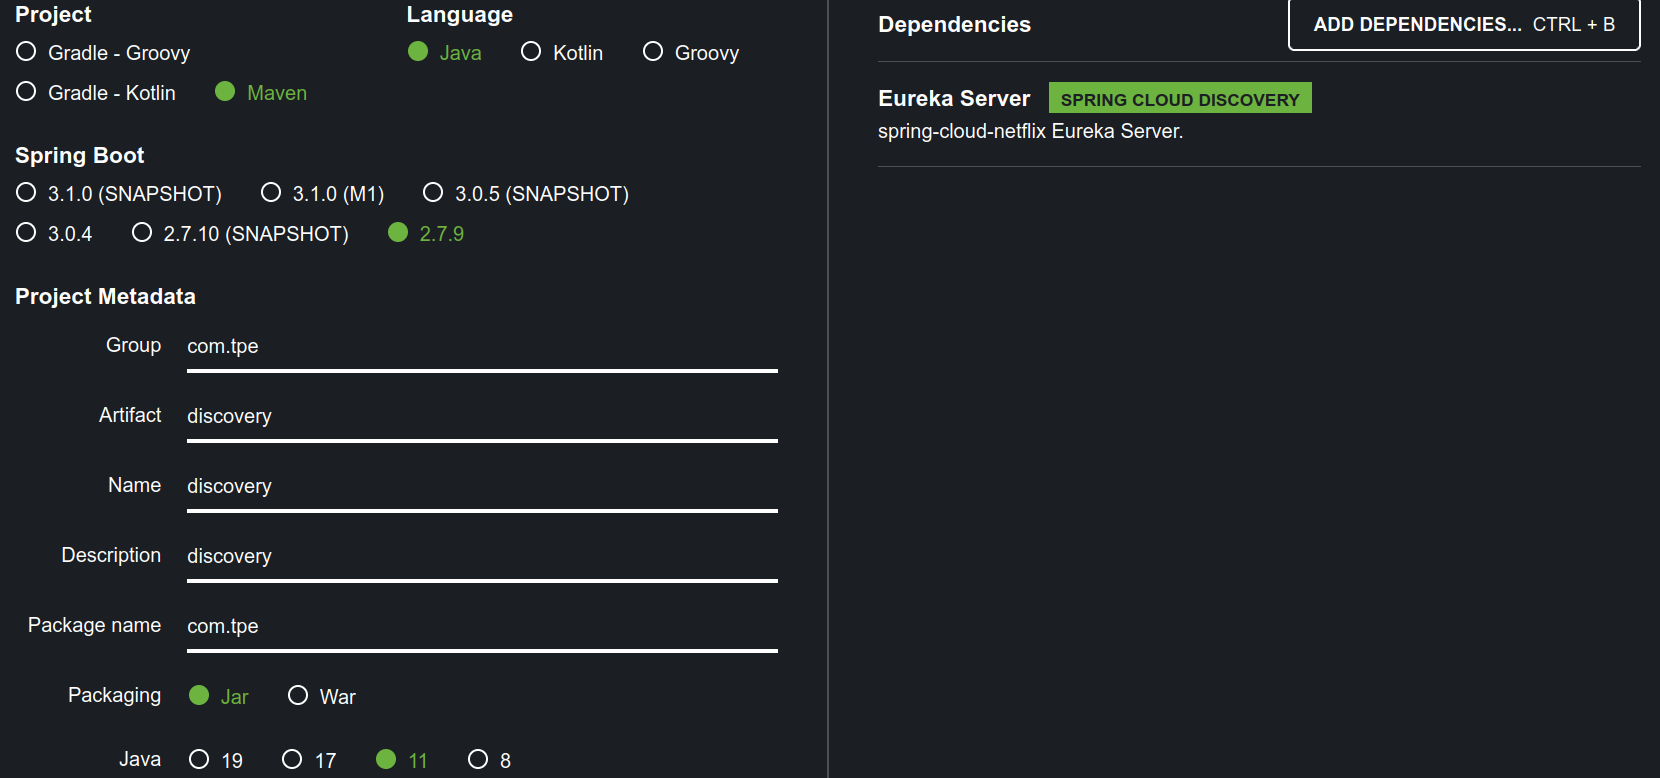 Project
Gradle - Groovy
Gradle - Kotlin Maven
Language
Java Kotlin Groovy
Spring Boot
3.1.0 (SNAPSHOT) 3.1.0 (M1) 3.0.5 (SNAPSHOT)
3.0.4 2.7.10 (SNAPSHOT) 2.7.9
Project Metadata
Group com.tpe
Artifact discovery
Name discovery
Description discovery
Package name com.tpe
Packaging Jar War
Java 19 17 11 8
Dependencies
ADD DEPENDENCIES... CTRL + B
Eureka Server SPRING CLOUD DISCOVERY
spring-cloud-netflix Eureka Server.